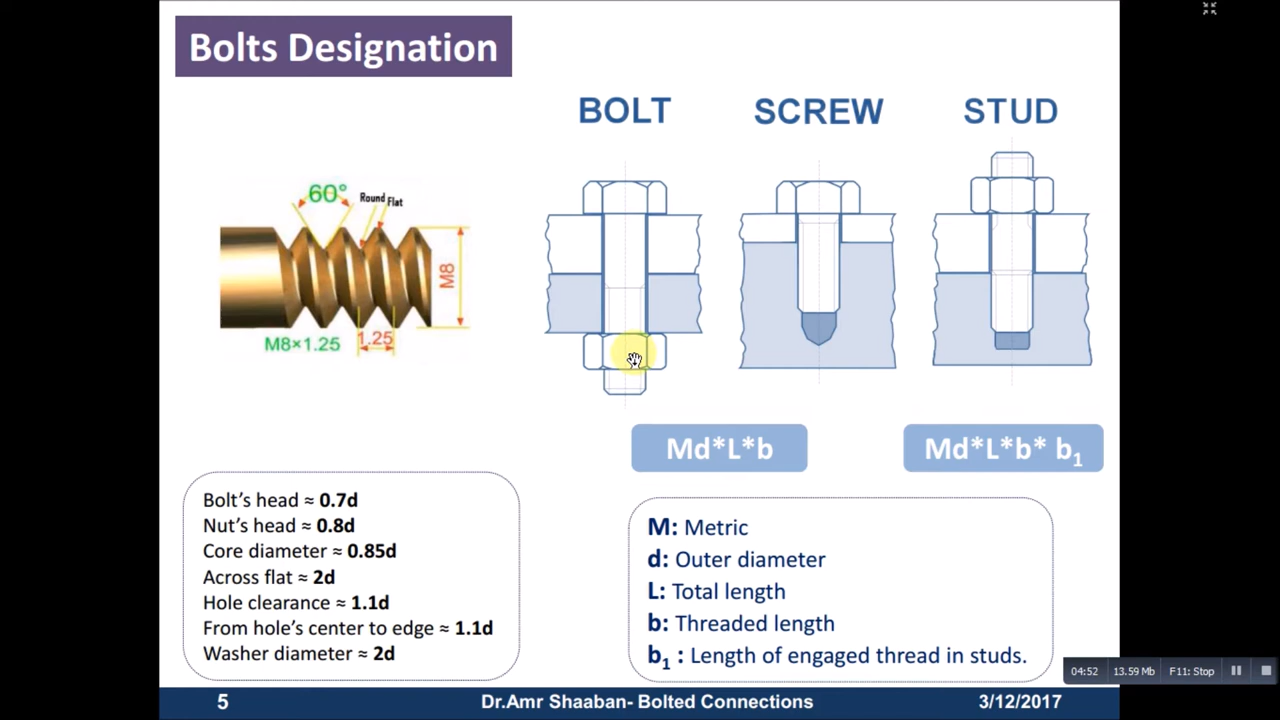 Bolts Designation
BOLT
SCREW
STUD
60°
Round
Flat
M8
M8×1.25
1.25
Md*L*b
Md*L*b* b₁
Bolt's head ≈ 0.7d
Nut's head ≈ 0.8d
Core diameter ≈ 0.85d
Across flat ≈ 2d
Hole clearance ≈ 1.1d
From hole's center to edge ≈ 1.1d
Washer diameter ≈ 2d
M: Metric
d: Outer diameter
L: Total length
b: Threaded length
b₁ : Length of engaged thread in studs.
04:52 13.59 Mb F11: Stop
5 Dr.Amr Shaaban- Bolted Connections 3/12/2017